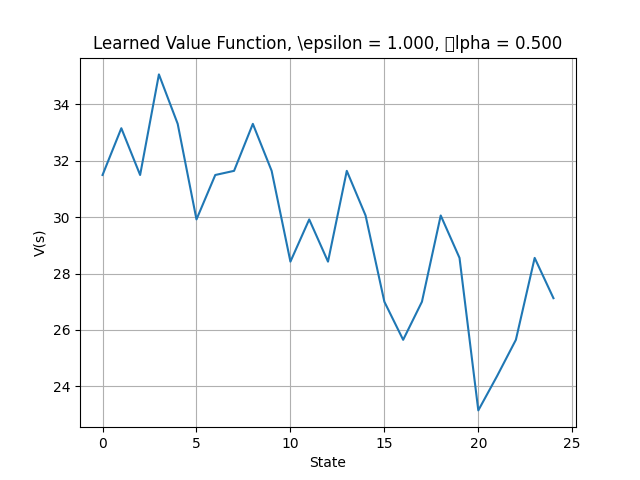 Learned Value Function, \epsilon = 1.000, lpha = 0.500
V(s)
34
32
30
28
26
24
0 5 10 15 20 25
State